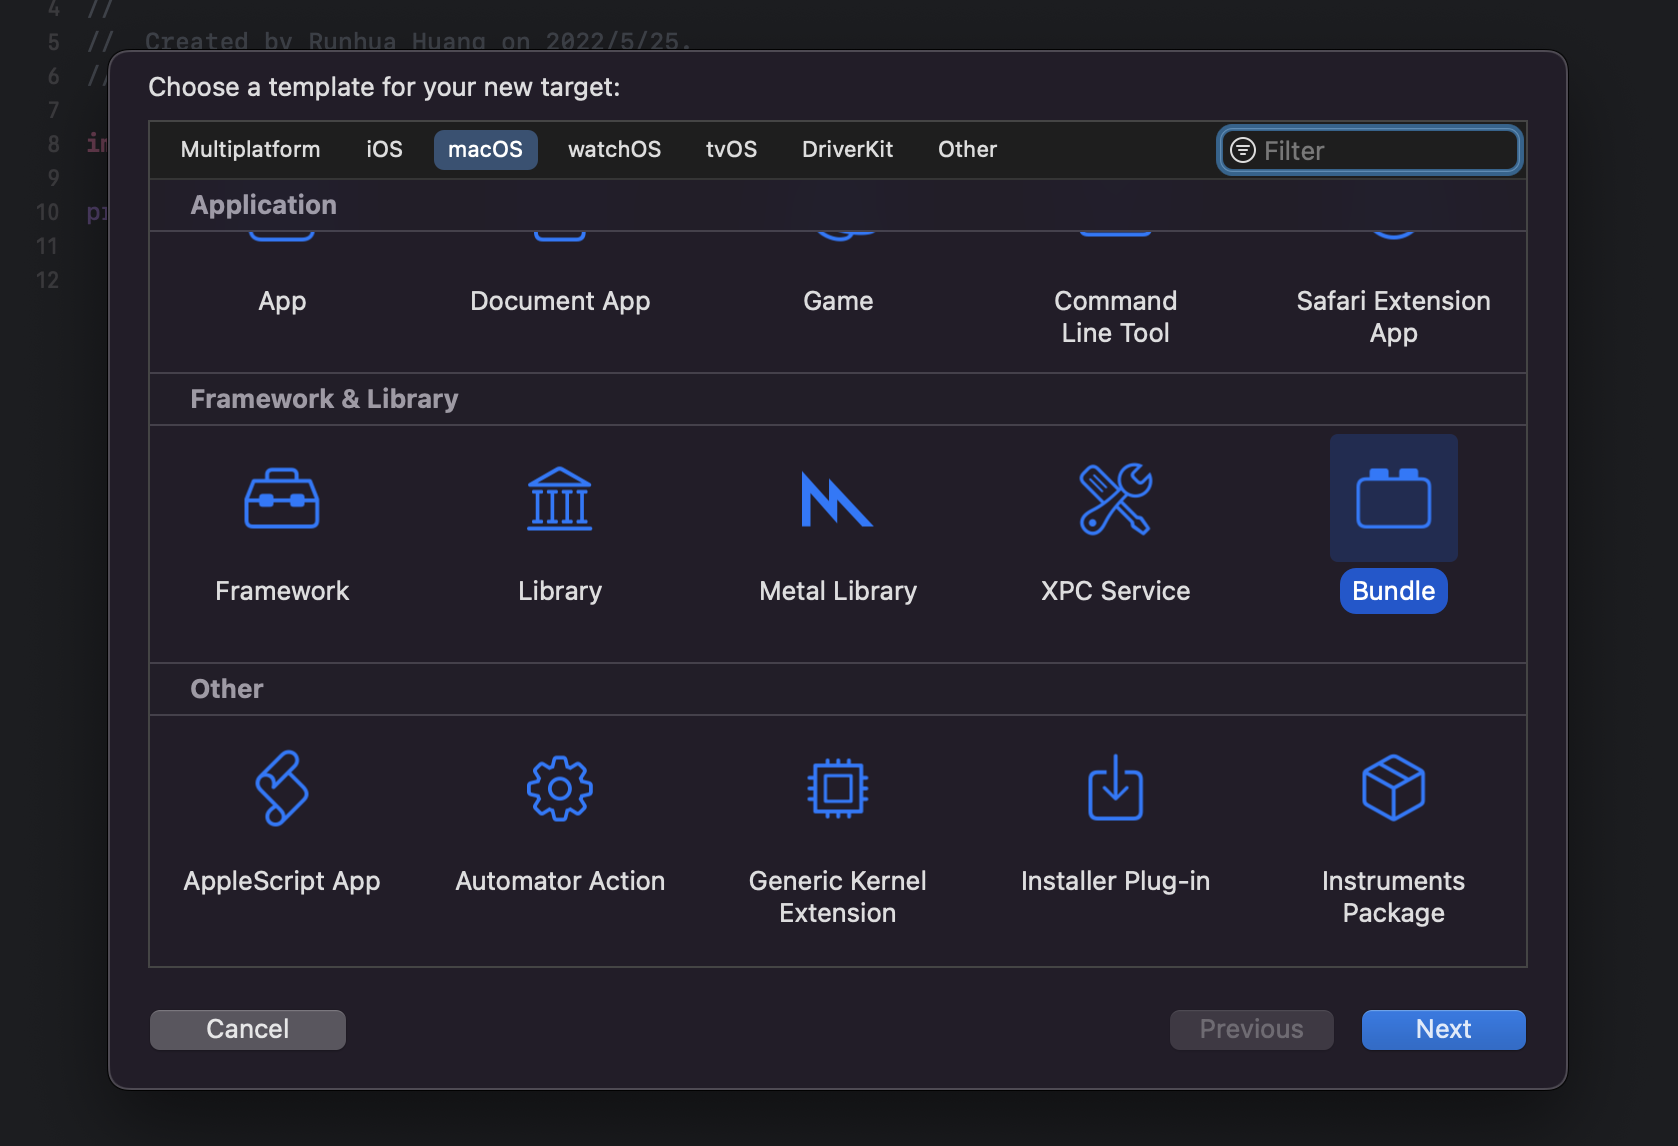 4 //
5 // Created by Runhua Huang on 2022/5/25.
6 //
7
8
9
10
11
12
Choose a template for your new target:
Multiplatform iOS macOS watchOS tvOS DriverKit Other Filter
Application
App Document App Game Command Line Tool Safari Extension App
Framework & Library
Framework Library Metal Library XPC Service Bundle
Other
AppleScript App Automator Action Generic Kernel Extension Installer Plug-in Instruments Package
Cancel Previous Next